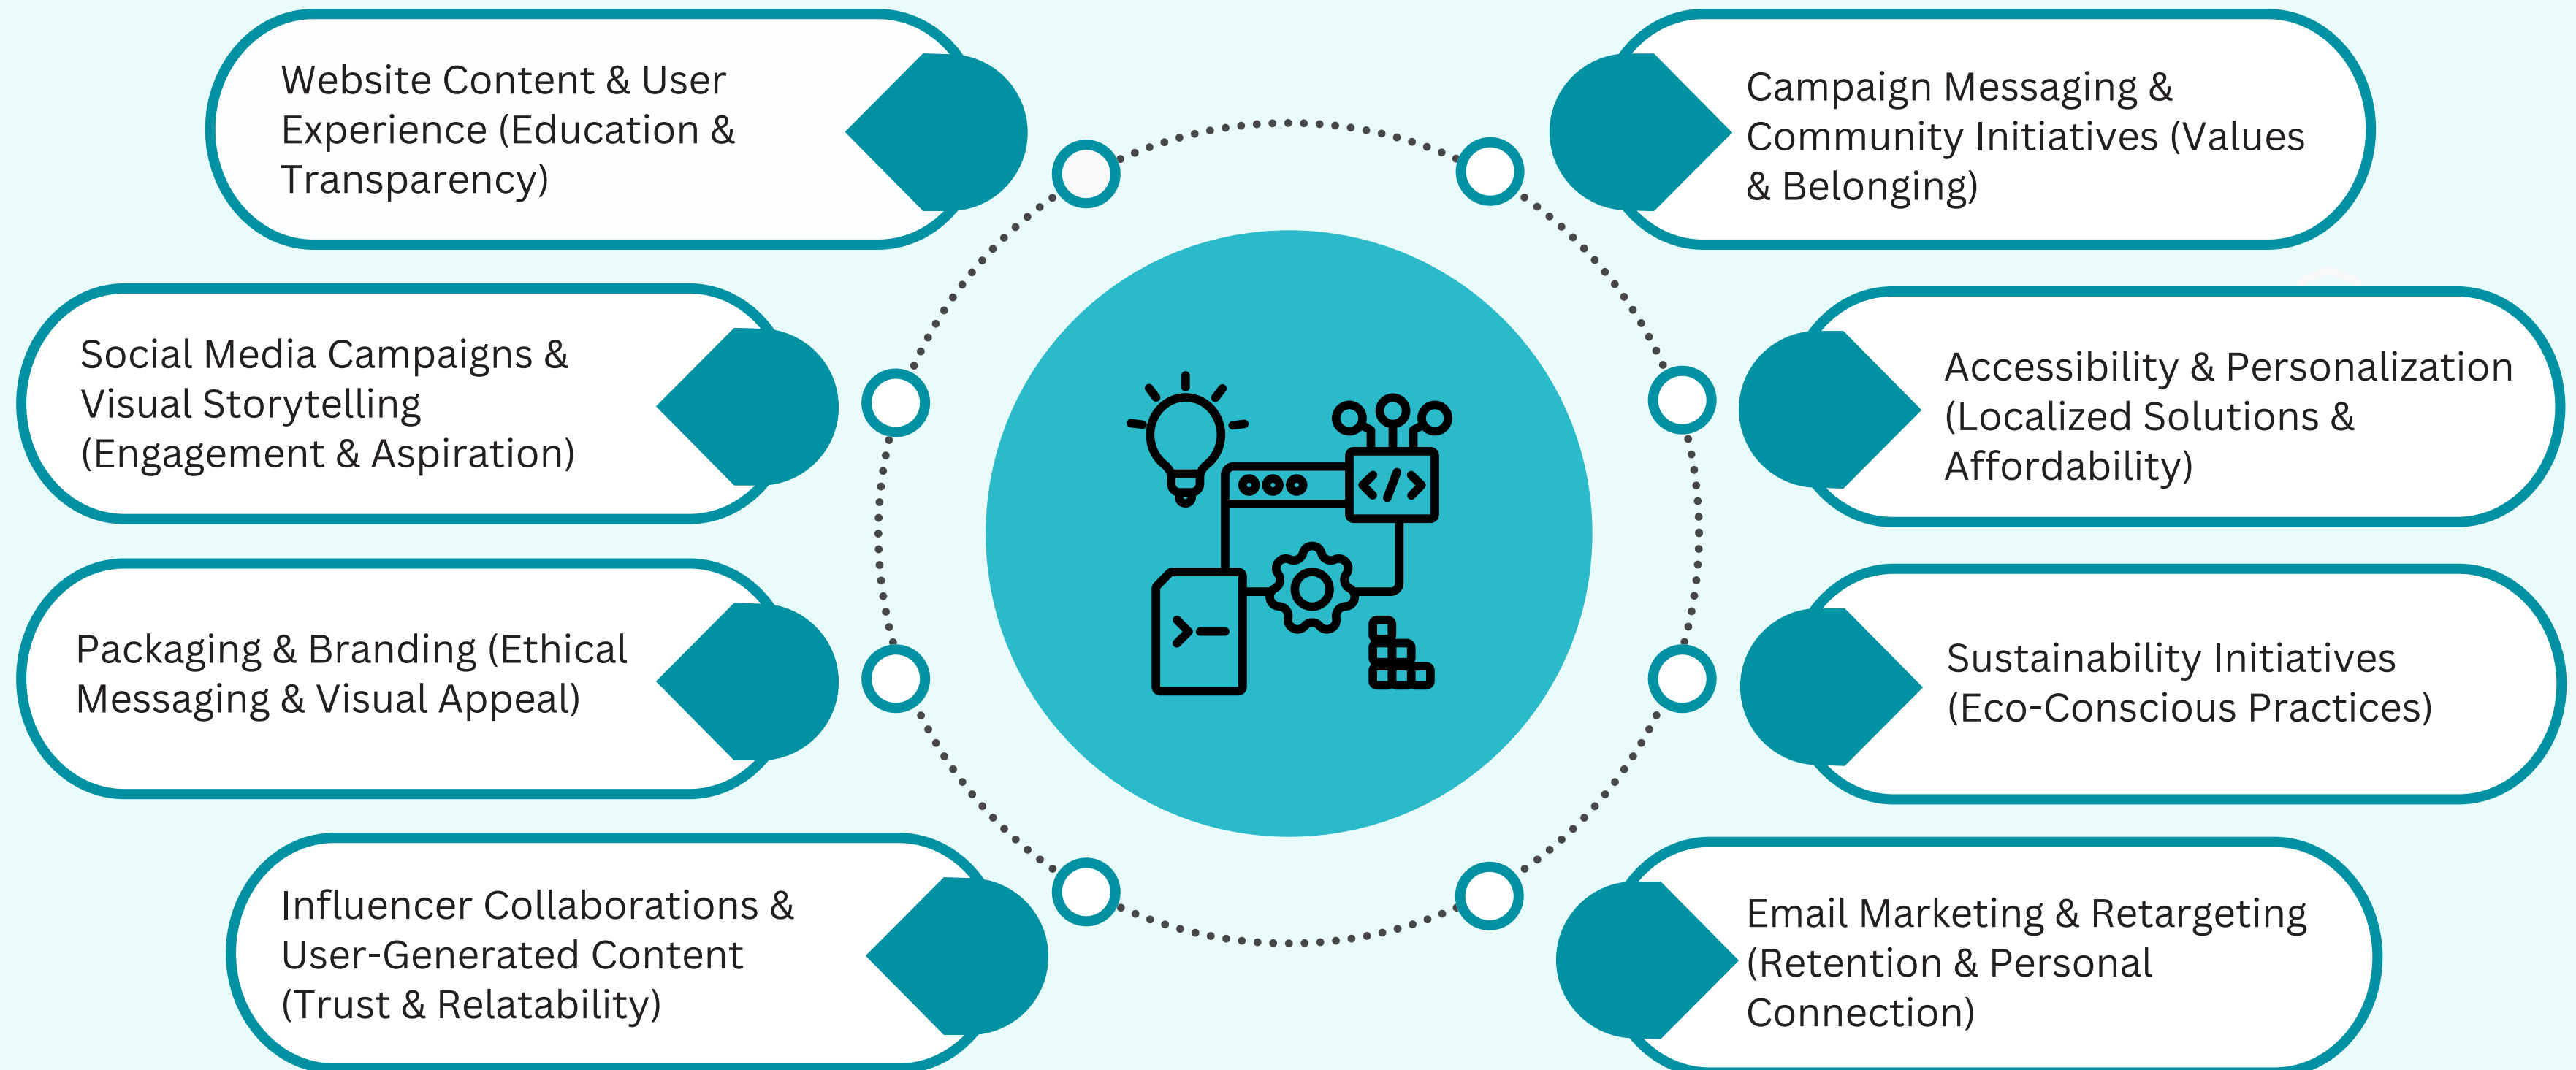 Website Content & User
Experience (Education &
Transparency)
Social Media Campaigns &
Visual Storytelling
(Engagement & Aspiration)
Packaging & Branding (Ethical
Messaging & Visual Appeal)
Influencer Collaborations &
User-Generated Content
(Trust & Relatability)
Campaign Messaging &
Community Initiatives (Values
& Belonging)
Accessibility & Personalization
(Localized Solutions &
Affordability)
Sustainability Initiatives
(Eco-Conscious Practices)
Email Marketing & Retargeting
(Retention & Personal
Connection)